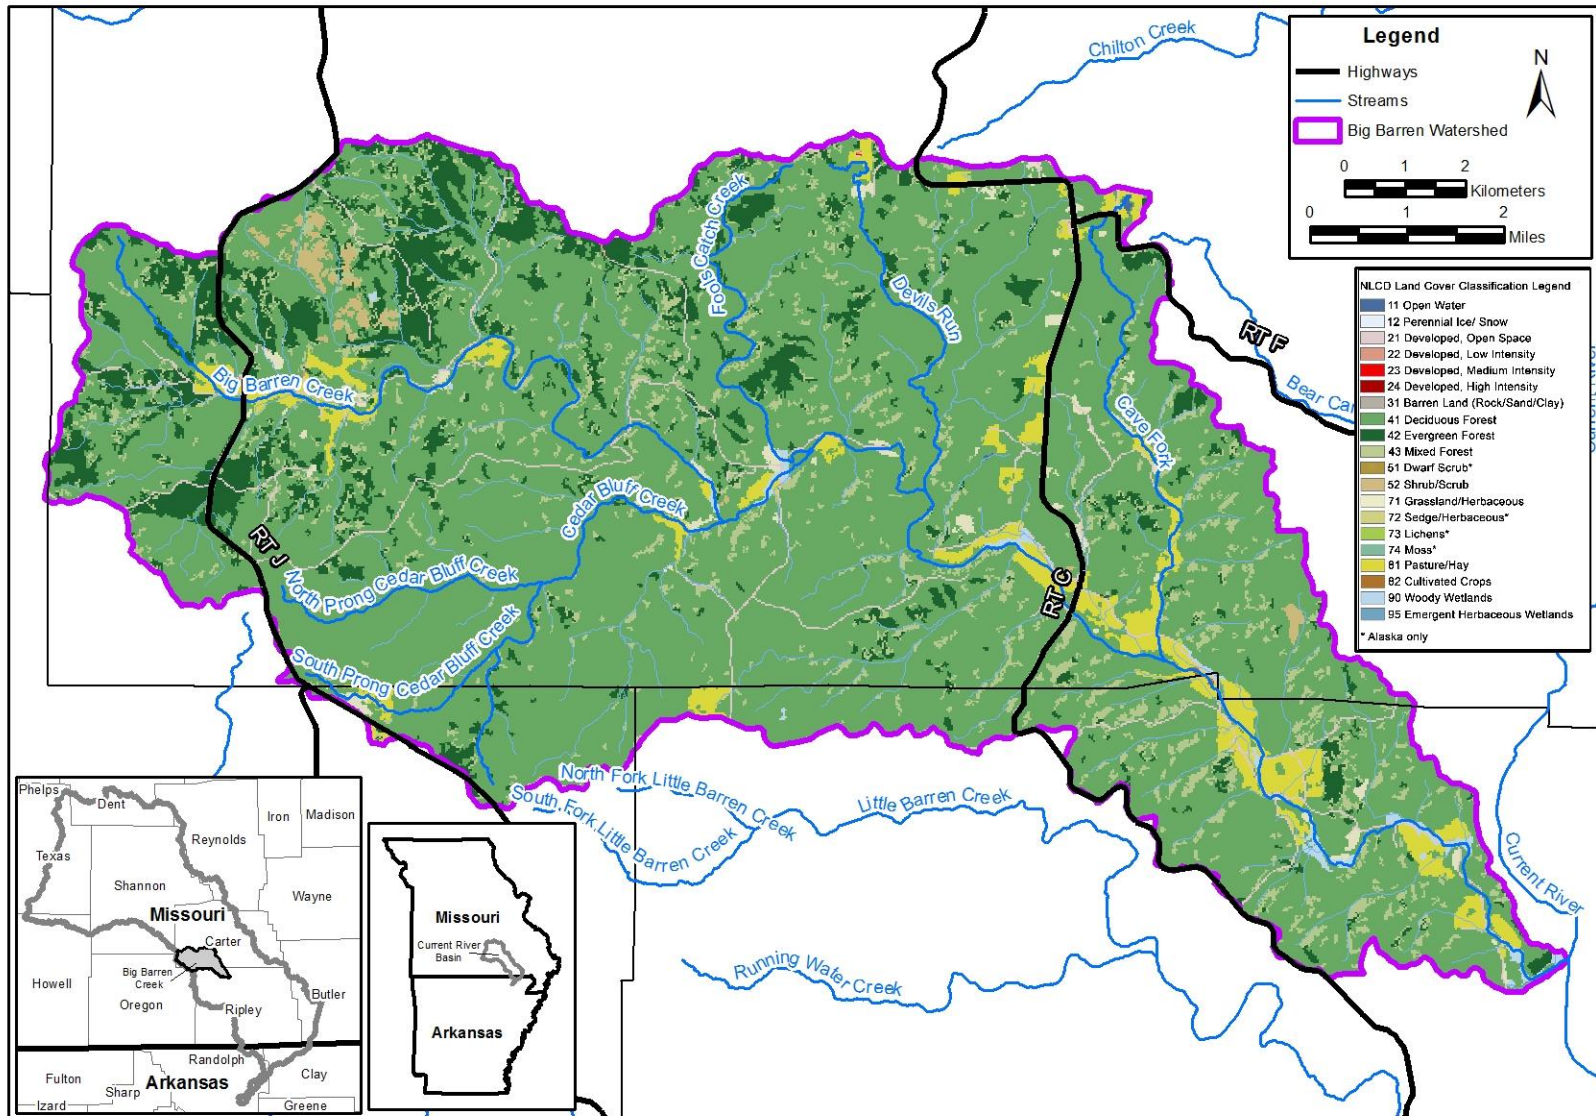 Chilton Creek
Legend
Highways
Streams
Big Barren Watershed
N
0 1 2
Kilometers
0 1 2
Miles
NLCD Land Cover Classification Legend
11 Open Water
12 Perennial Ice/ Snow
21 Developed, Open Space
22 Developed, Low Intensity
23 Developed, Medium Intensity
24 Developed, High Intensity
31 Barren Land (Rock/Sand/Clay)
41 Deciduous Forest
42 Evergreen Forest
43 Mixed Forest
51 Dwarf Scrub*
52 Shrub/Scrub
71 Grassland/Herbaceous
72 Sedge/Herbaceous*
73 Lichens*
74 Moss*
81 Pasture/Hay
82 Cultivated Crops
90 Woody Wetlands
95 Emergent Herbaceous Wetlands
* Alaska only
Fools Catch Creek
Devils Run
RT F
Bear Ca
Big Barren Creek
Cave Fork
Cedar Bluff Creek
RT J
North Prong Cedar Bluff Creek
RT C
South Prong Cedar Bluff Creek
North Fork Little Barren Creek
South Fork Little Barren Creek
Little Barren Creek
Current River
Running Water Creek
Phelps
Dent
Iron
Madison
Reynolds
Texas
Shannon
Wayne
Missouri
Carter
Howell
Big Barren
Creek
Oregon
Ripley
Butler
Randolph
Fulton
Sharp
Arkansas
Clay
Izard
Greene
Missouri
Current River
Basin
Arkansas